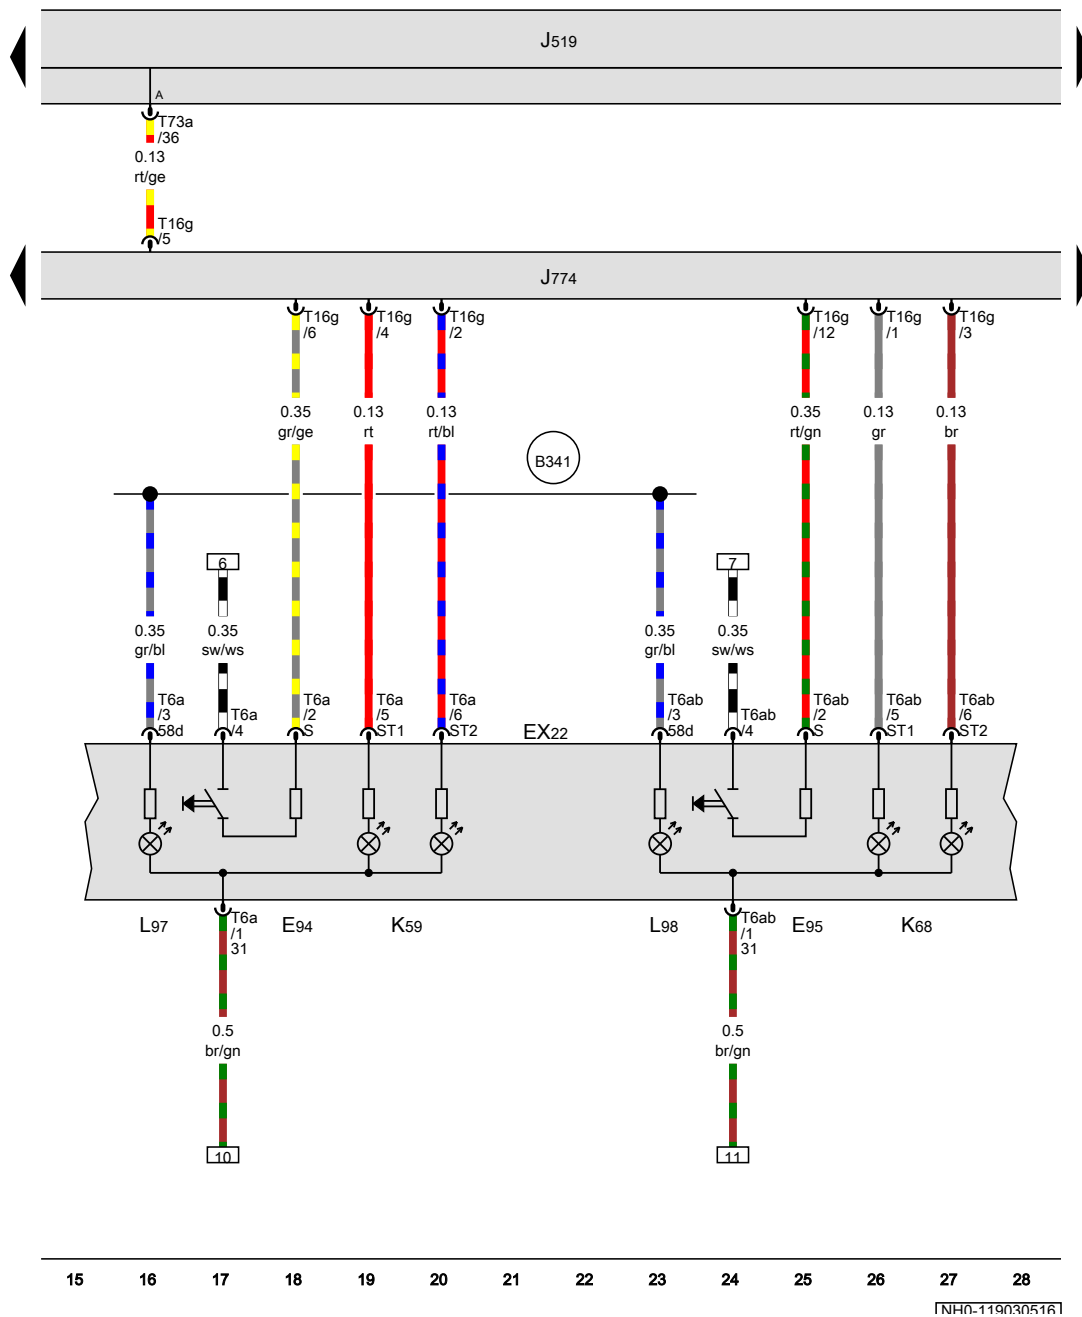 J519
A
T73a
/36
0.13
rt/ge
T16g
/5
J774
T16g
/6
T16g
/4
T16g
/2
T16g
/12
T16g
/1
T16g
/3
0.35
gr/ge
0.13
rt
0.13
rt/bl
0.35
rt/gn
0.13
gr
0.13
br
B341
6
7
0.35
gr/bl
0.35
sw/ws
0.35
gr/bl
0.35
sw/ws
T6a
/3
58d
T6a
/4
T6a
/2
S
T6a
/5
ST1
T6a
/6
ST2
EX22
T6ab
/3
58d
T6ab
/4
T6ab
/2
S
T6ab
/5
ST1
T6ab
/6
ST2
L97
T6a
/1
31
E94
K59
L98
T6ab
/1
31
E95
K68
0.5
br/gn
0.5
br/gn
10
11
15 16 17 18 19 20 21 22 23 24 25 26 27 28
NH0-119030516